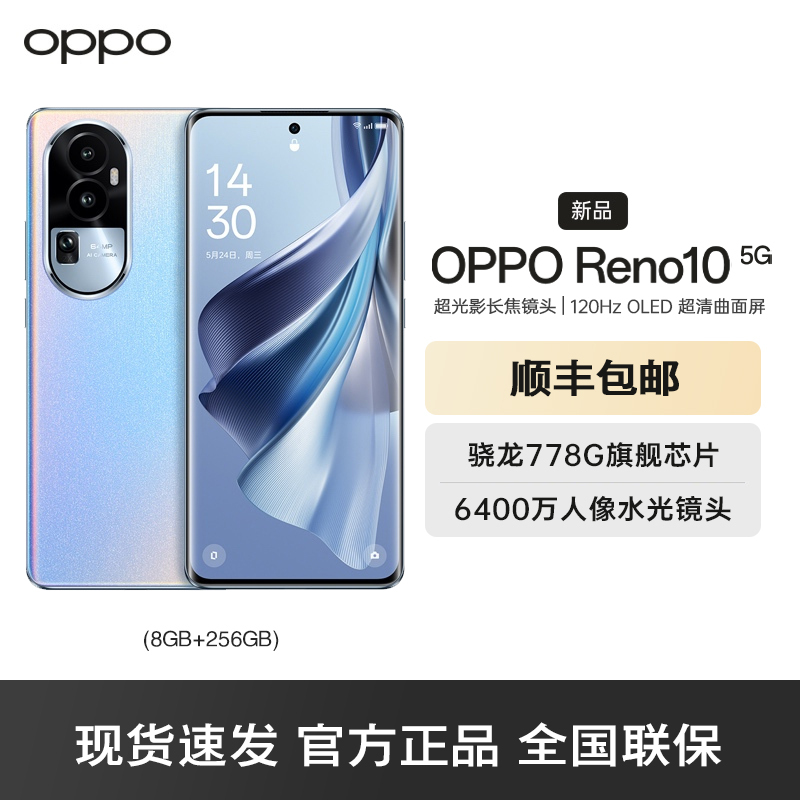 oppo
14
30
5月24日，周三
64MP
AI CAMERA
新品
OPPO Reno10 5G
超光影长焦镜头 | 120Hz OLED 超清曲面屏
顺丰包邮
骁龙778G旗舰芯片
6400万人像水光镜头
(8GB+256GB)
现货速发 官方正品 全国联保